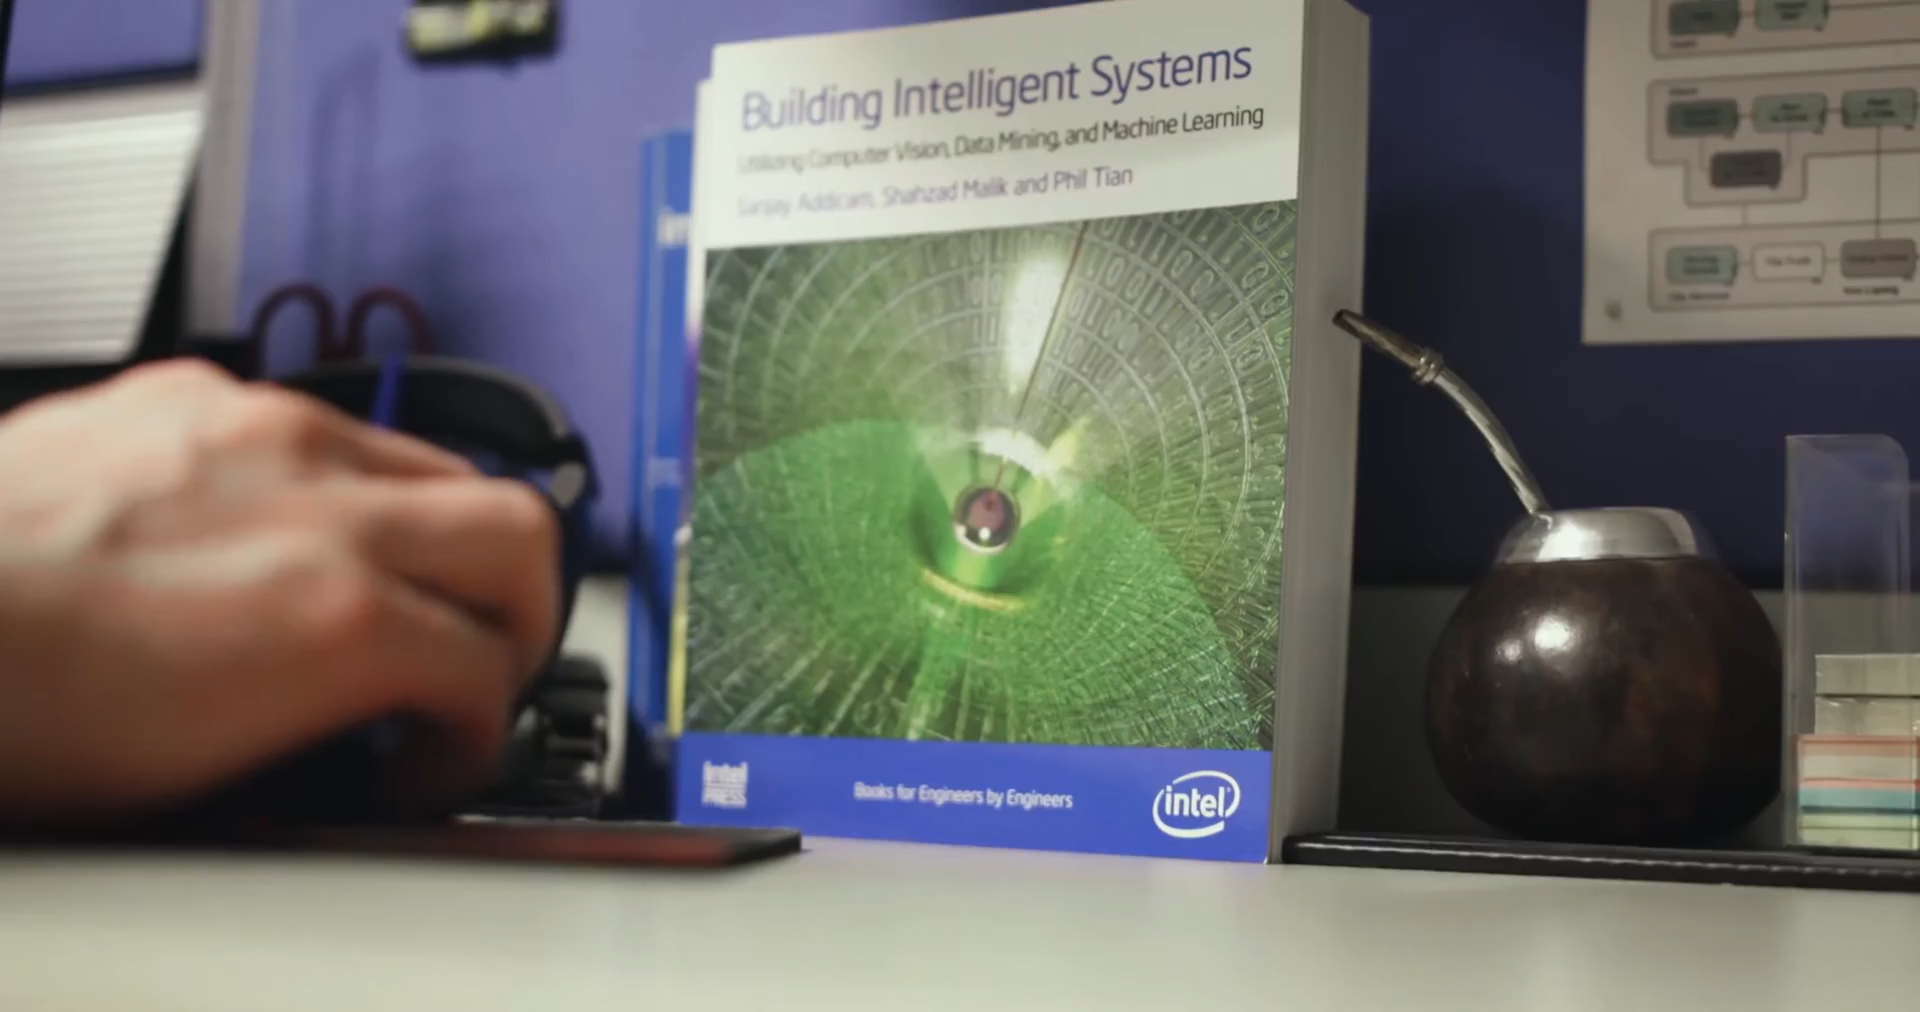 Building Intelligent Systems
Utilizing Computer Vision, Data Mining, and Machine Learning
Sanjay Addicam, Shahzad Malik and Phil Tian
intel
PRESS
Books for Engineers by Engineers
intel